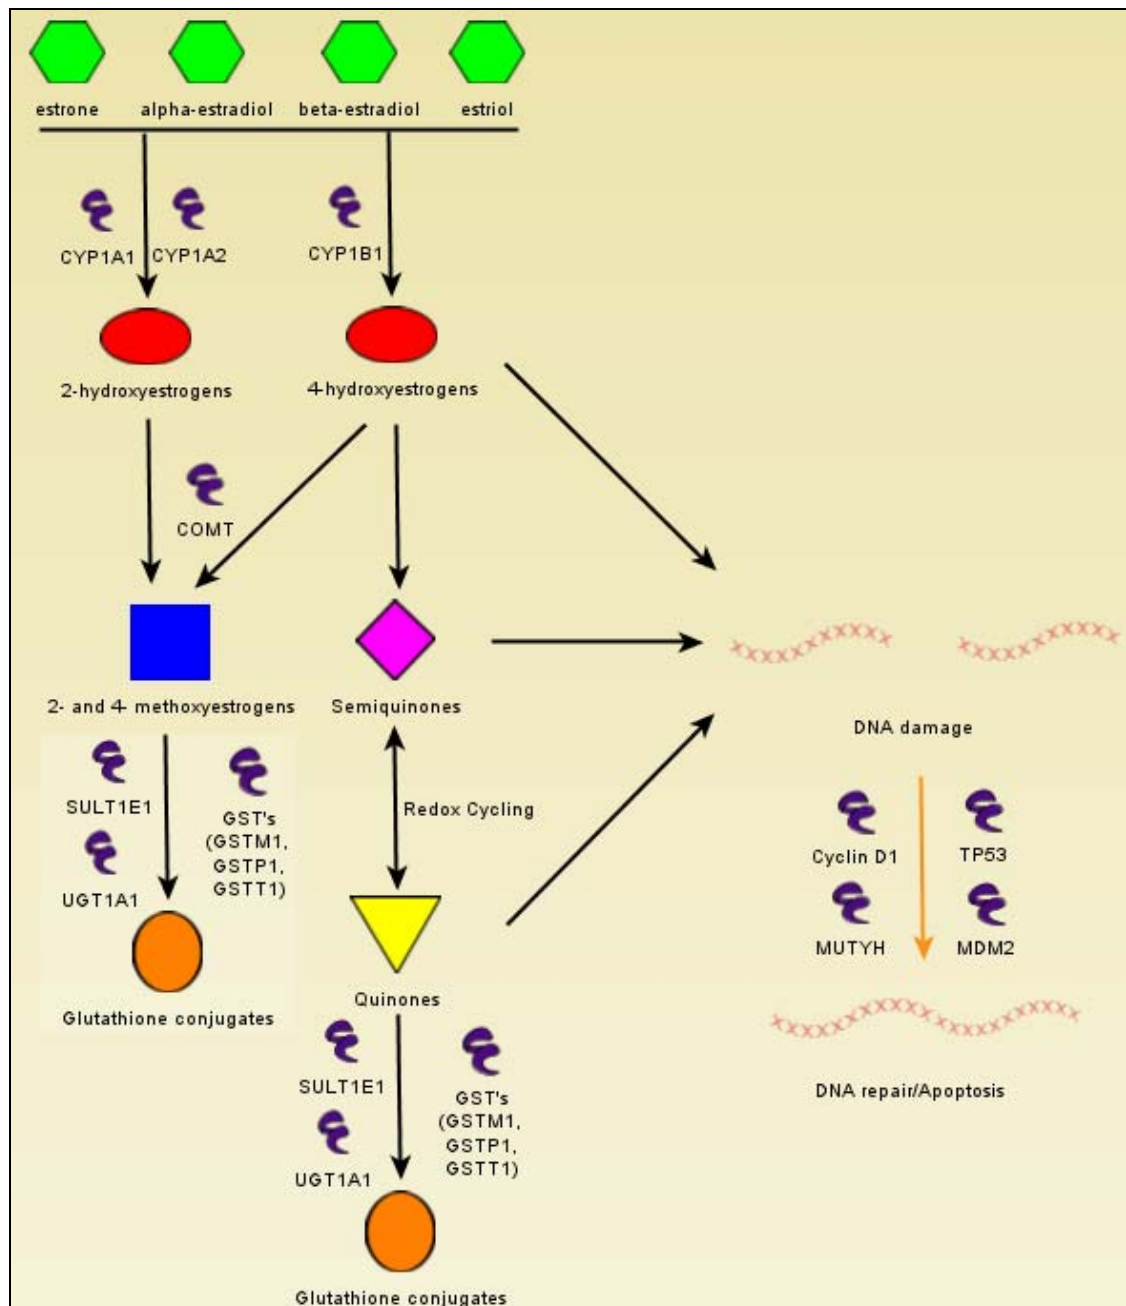 estrone alpha-estradiol beta-estradiol estriol
CYP1A1 CYP1A2 CYP1B1
2-hydroxyestrogens 4-hydroxyestrogens
COMT
2- and 4- methoxyestrogens Semiquinones
DNA damage
SULT1E1
GST's
(GSTM1,
GSTP1,
GSTT1)
UGT1A1
Redox Cycling
Cyclin D1 TP53
MUTYH MDM2
Glutathione conjugates
Quinones
SULT1E1
GST's
(GSTM1,
GSTP1,
GSTT1)
UGT1A1
DNA repair/Apoptosis
Glutathione conjugates